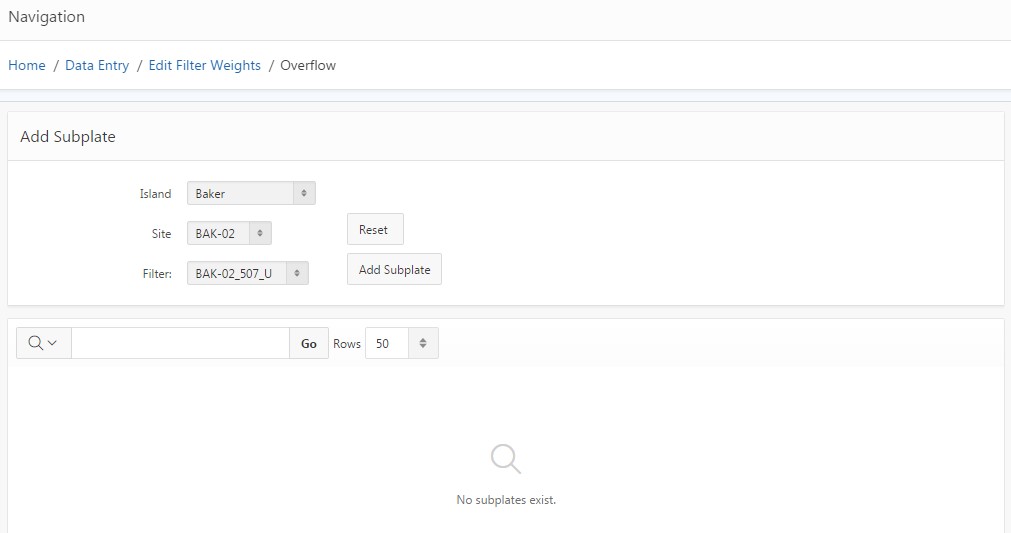 Navigation
Home / Data Entry / Edit Filter Weights / Overflow
Add Subplate
Island Baker
Site BAK-02 Reset
Filter: BAK-02_507_U Add Subplate
Go Rows 50
No subplates exist.